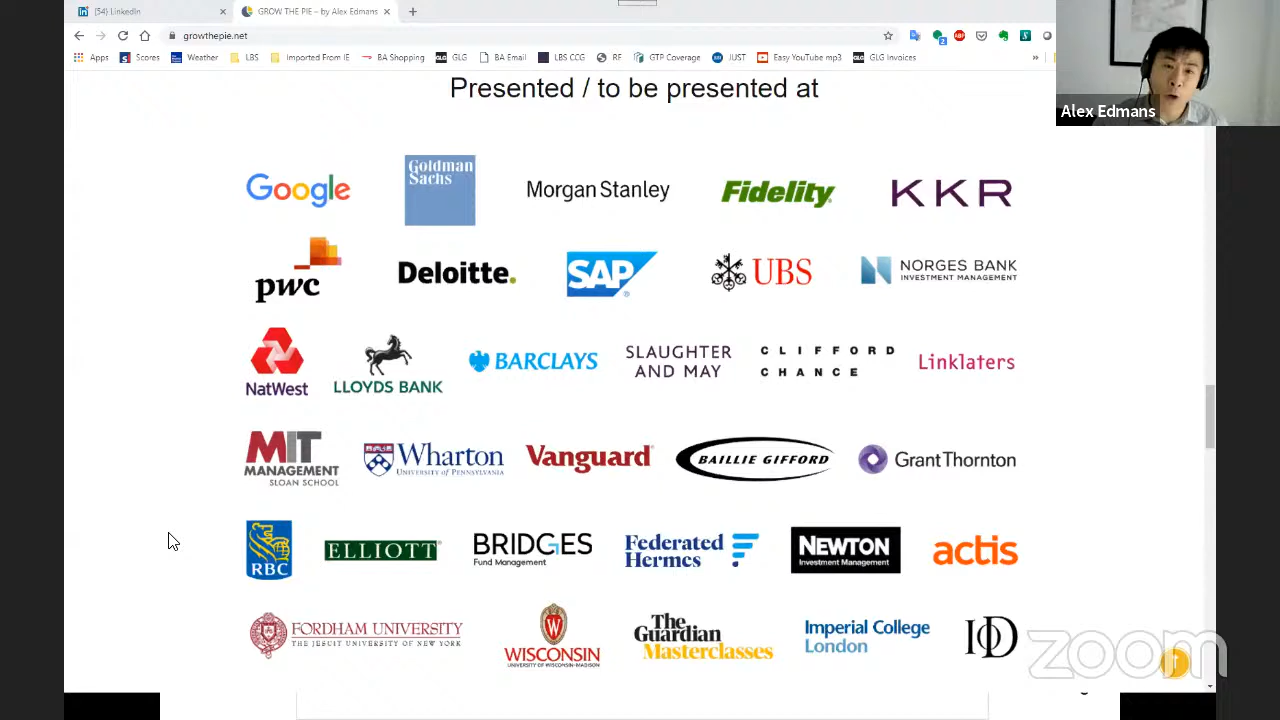 (54) LinkedIn
GROW THE PIE – by Alex Edmans
growthepie.net
Apps
Scores
Weather
LBS
Imported From IE
BA Shopping
GLG
BA Email
LBS CCG
RF
GTP Coverage
JUST
Easy YouTube mp3
GLG Invoices
Alex Edmans
Presented / to be presented at
Google
Goldman
Sachs
Morgan Stanley
Fidelity
KKR
pwc
Deloitte.
SAP
UBS
NORGES BANK
INVESTMENT MANAGEMENT
NatWest
LLOYDS BANK
BARCLAYS
SLAUGHTER
AND MAY
CLIFFORD
CHANCE
Linklaters
MIT
MANAGEMENT
SLOAN SCHOOL
Wharton
UNIVERSITY OF PENNSYLVANIA
Vanguard
BAILLIE GIFFORD
GrantThornton
RBC
ELLIOTT
BRIDGES
Fund Management
Federated
Hermes
NEWTON
Investment Management
actis
FORDHAM UNIVERSITY
THE JESUIT UNIVERSITY OF NEW YORK
W
WISCONSIN
UNIVERSITY OF WISCONSIN-MADISON
The
Guardian
Masterclasses
Imperial College
London
IOD
zoom